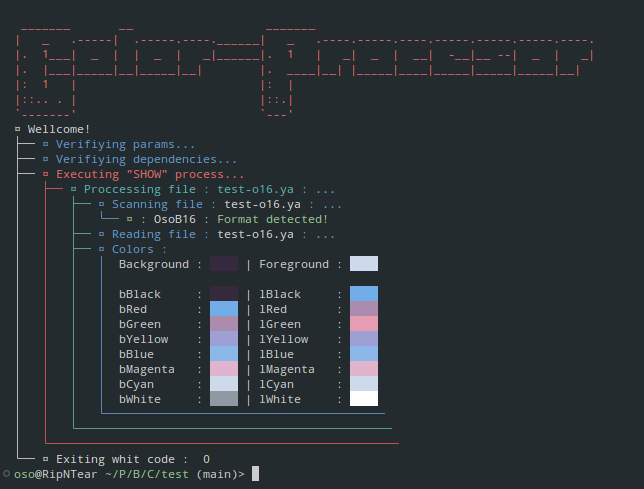 ¤ Wellcome!
¤ Verifiying params...
¤ Verifiying dependencies...
¤ Executing "SHOW" process...
¤ Proccessing file : test-o16.ya : ...
¤ Scanning file : test-o16.ya : ...
¤ : OsoB16 : Format detected!
¤ Reading file : test-o16.ya : ...
¤ Colors :
Background : | Foreground :
bBlack : | lBlack :
bRed : | lRed :
bGreen : | lGreen :
bYellow : | lYellow :
bBlue : | lBlue :
bMagenta : | lMagenta :
bCyan : | lCyan :
bWhite : | lWhite :
¤ Exiting whit code : 0
oso@RipNTear ~/P/B/C/test (main)>